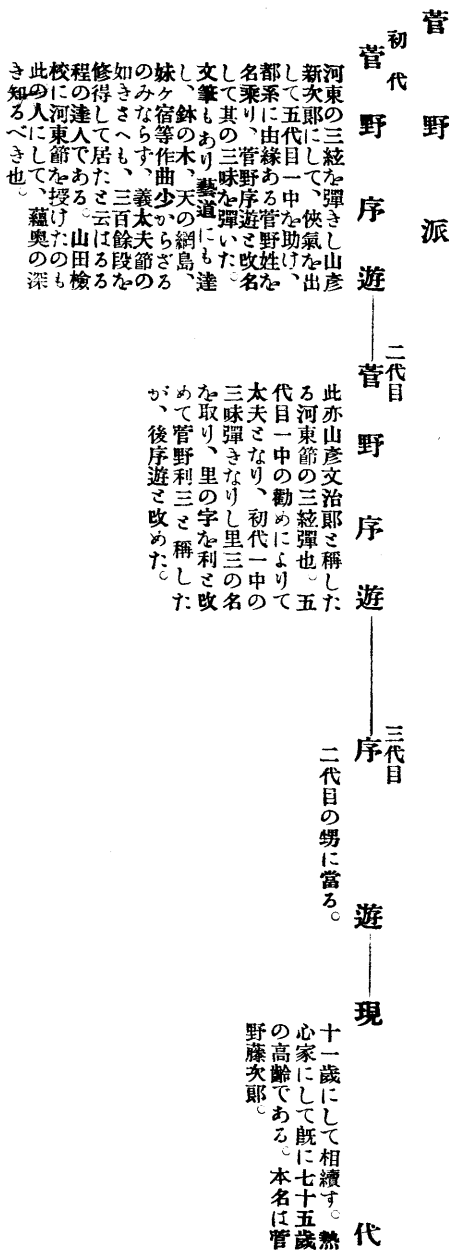 菅野派
初代
菅野序遊
河東の三絃を彈きし山彦
新次郎にして、俠氣を出
して五代目一中を助け、
都系に由緣ある菅野姓を
名乘り、菅野序遊と改名
して其の三味を彈いた。
文筆もあり藝道にも達
し、鉢の木、天の網島、
妹ヶ宿等作曲少からざる
のみならず、義太夫節の
如きさへも、三百餘段を
修得して居たと云はるる
程の達人である。山田檢
校に河東節を授けたのも
此の人にして、蘊奥の深
き知るべき也。
二代目
菅野序遊
此亦山彦文治郎と稱した
る河東節の三絃彈也。五
代目一中の勸めによりて
太夫となり、初代一中の
三味彈きなりし里三の名
を取り、里の字を利と改
めて菅野利三と稱した
が、後序遊と改めた。
三代目
序遊
二代目の甥に當る。
現代
十一歲にして相續す。熱
心家にして旣に七十五歲
の高齡である。本名は菅
野藤次郎。